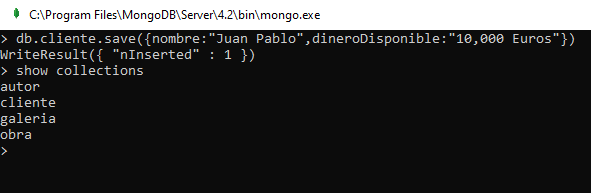 C:\Program Files\MongoDB\Server\4.2\bin\mongo.exe
> db.cliente.save({nombre:"Juan Pablo",dineroDisponible:"10,000 Euros"})
WriteResult({ "nInserted" : 1 })
> show collections
autor
cliente
galeria
obra
>